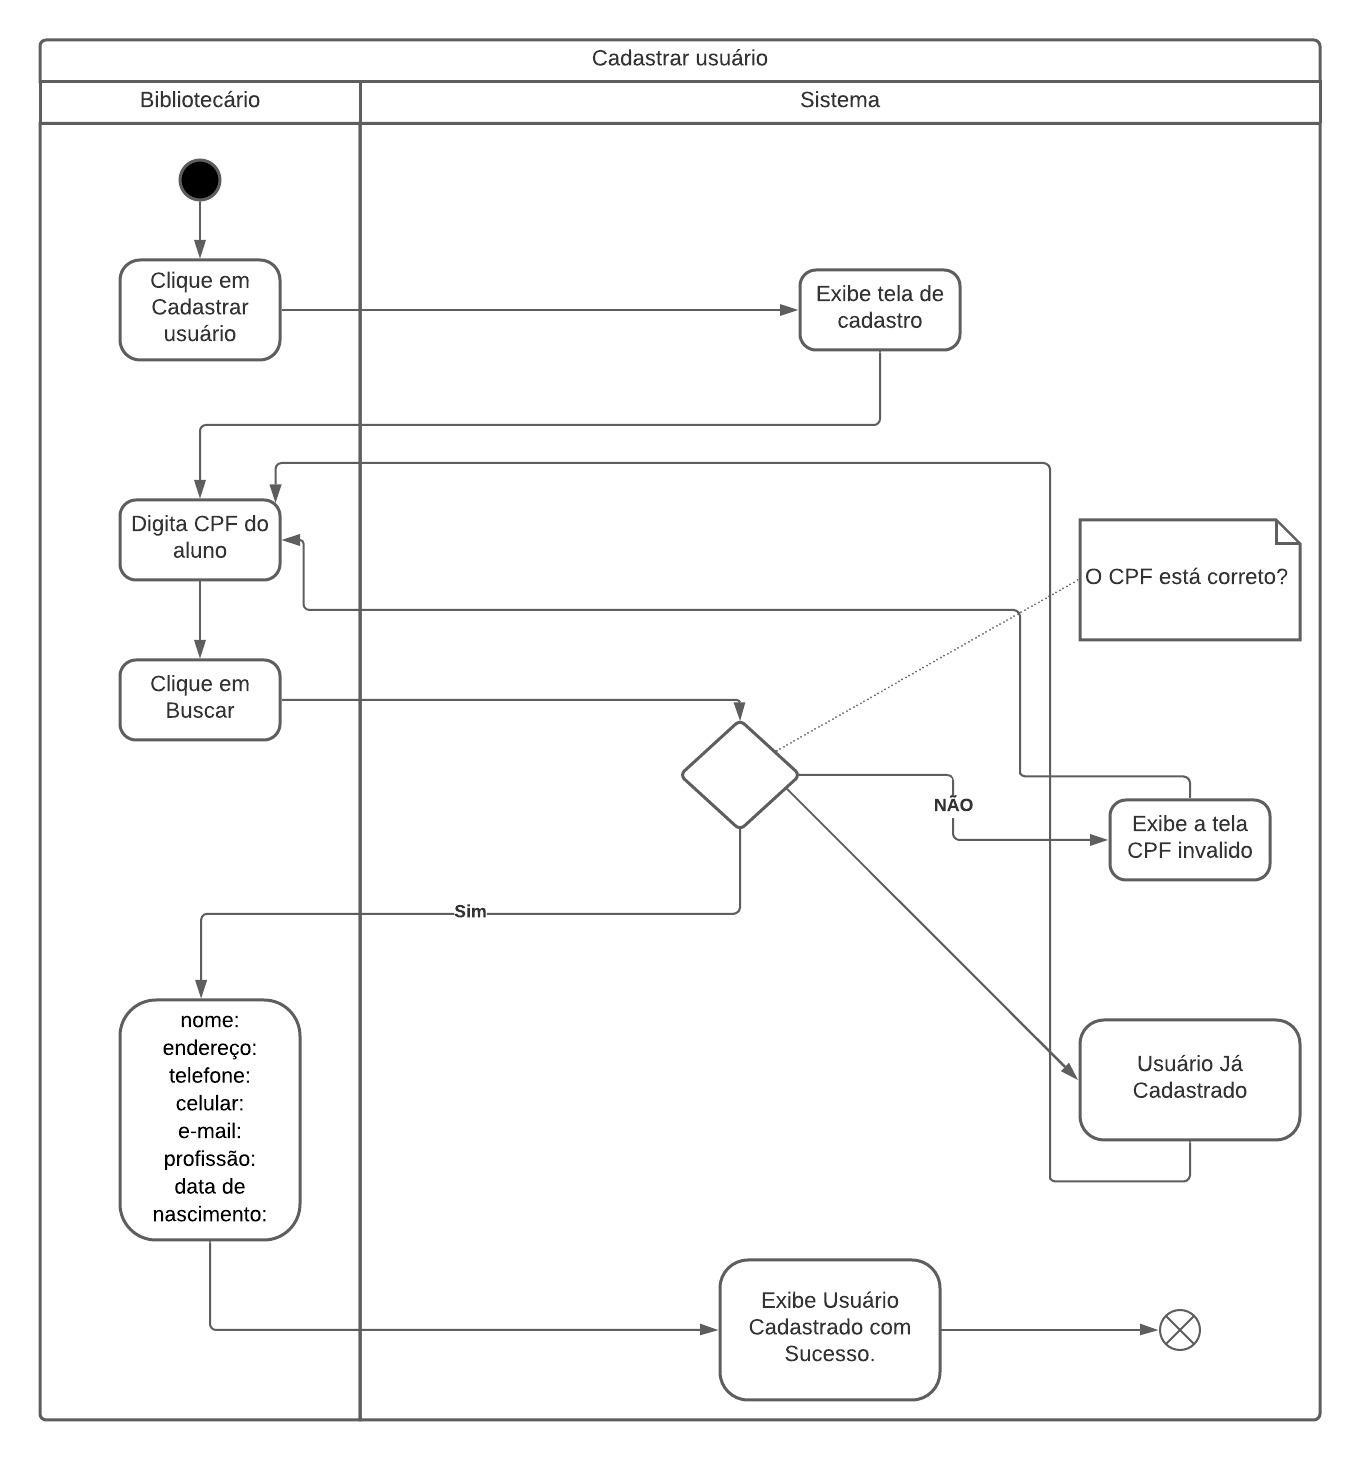 Cadastrar usuário
Bibliotecário
Sistema
Clique em
Cadastrar
usuário
Exibe tela de
cadastro
Digita CPF do
aluno
O CPF está correto?
Clique em
Buscar
NÃO
Exibe a tela
CPF invalido
Sim
nome:
endereço:
telefone:
celular:
e-mail:
profissão:
data de
nascimento:
Usuário Já
Cadastrado
Exibe Usuário
Cadastrado com
Sucesso.